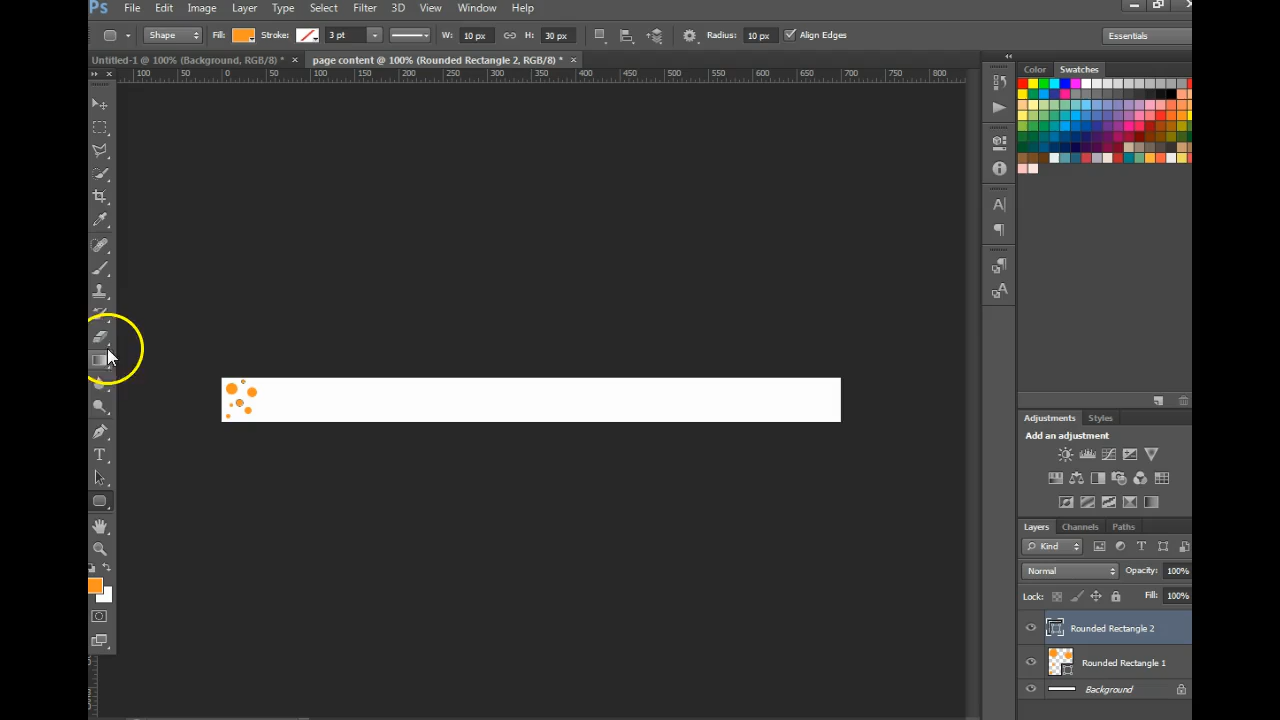 Ps File Edit Image Layer Type Select Filter 3D View Window Help
Shape Fill: Stroke: 3 pt W: 10 px H: 30 px Radius: 10 px Align Edges Essentials
Untitled-1 @ 100% (Background, RGB/8) * × page content @ 100% (Rounded Rectangle 2, RGB/8) * ×
100 50 0 50 100 150 200 250 300 350 400 450 500 550 600 650 700 750 800
Color Swatches
Adjustments Styles
Add an adjustment
Layers Channels Paths
Kind
Normal Opacity: 100%
Lock: Fill: 100%
Rounded Rectangle 2
Rounded Rectangle 1
Background